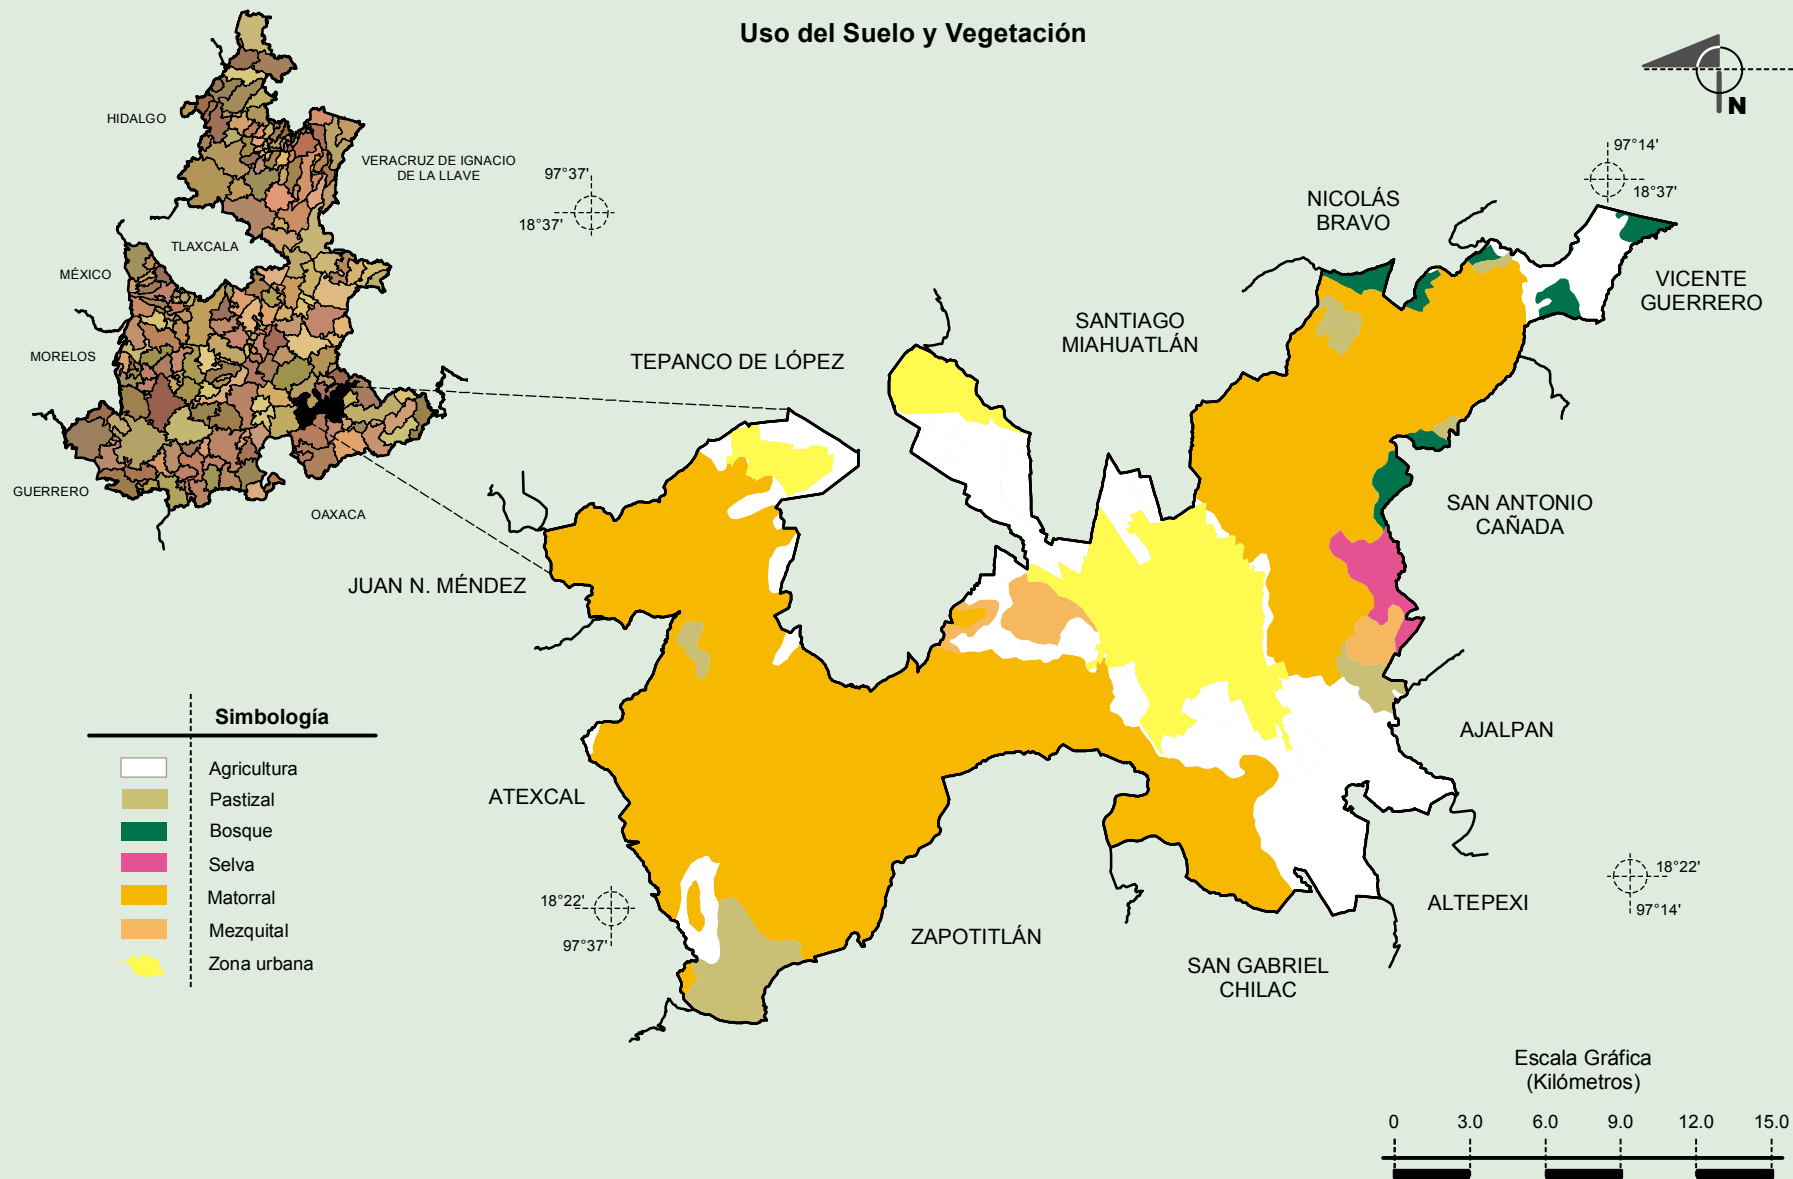 Uso del Suelo y Vegetación
N
HIDALGO
VERACRUZ DE IGNACIO
DE LA LLAVE
TLAXCALA
MÉXICO
MORELOS
GUERRERO
OAXACA
97°37'
18°37'
97°14'
18°37'
NICOLÁS
BRAVO
VICENTE
GUERRERO
SANTIAGO
MIAHUATLÁN
TEPANCO DE LÓPEZ
SAN ANTONIO
CAÑADA
JUAN N. MÉNDEZ
AJALPAN
ATEXCAL
ALTEPEXI
ZAPOTITLÁN
SAN GABRIEL
CHILAC
18°22'
97°37'
18°22'
97°14'
Simbología
Agricultura
Pastizal
Bosque
Selva
Matorral
Mezquital
Zona urbana
Escala Gráfica
(Kilómetros)
0 3.0 6.0 9.0 12.0 15.0